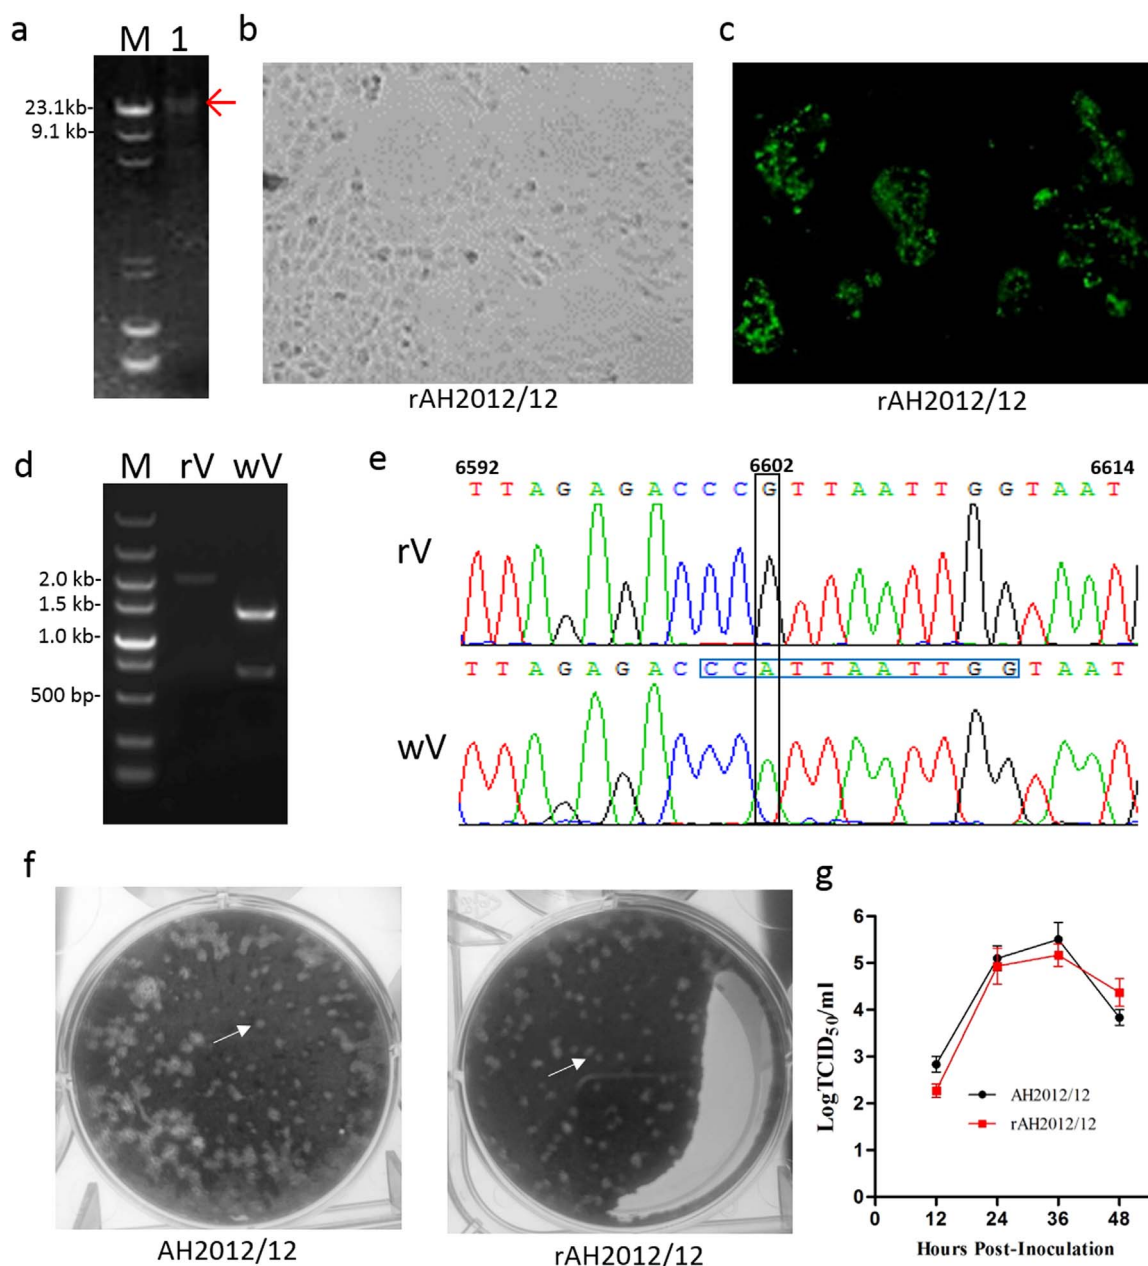 a
M 1
23.1kb-
9.1 kb-
b
rAH2012/12
c
rAH2012/12
d
M rV wV
2.0 kb-
1.5 kb-
1.0 kb-
500 bp-
e
6592 6602 6614
T T A G A G A C C C G T T A A T T G G T A A T
rV
T T A G A G A C C C A T T A A T T G G T A A T
wV
f
AH2012/12
rAH2012/12
g
LogTCID50/ml
6
5
4
3
2
1
0
AH2012/12
rAH2012/12
0 12 24 36 48
Hours Post-Inoculation